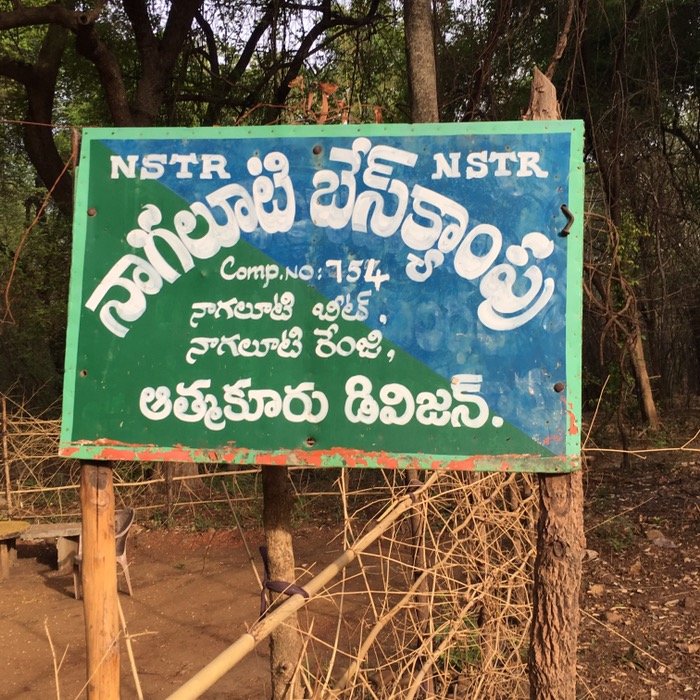 NSTR NSTR
నాగలూటి బేస్‌క్యాంపు
Comp.NO: 754
నాగలూటి బీట్,
నాగలూటి రేంజి,
ఆత్మకూరు డివిజన్.